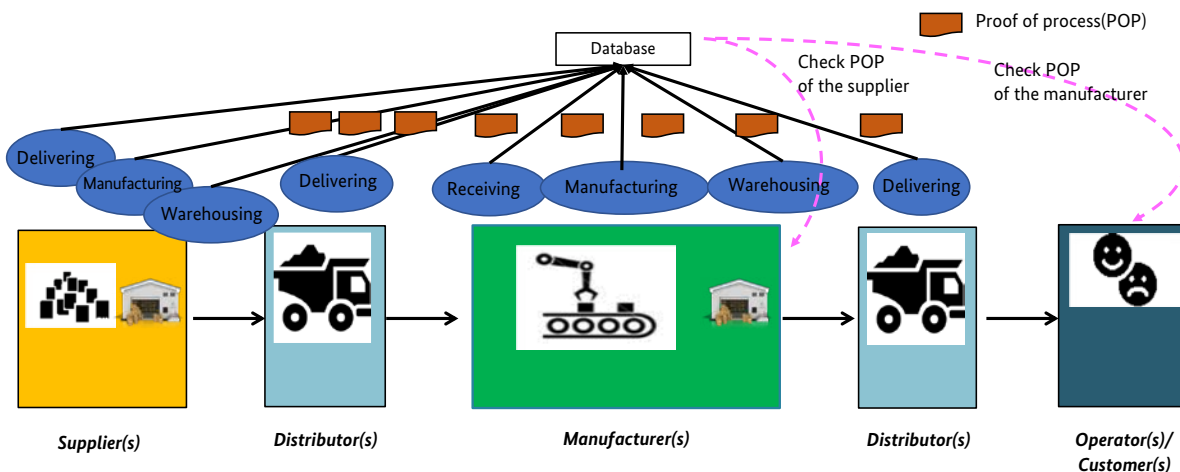 Proof of process(POP)
Database
Check POP
of the supplier
Check POP
of the manufacturer
Delivering
Manufacturing
Warehousing
Delivering
Receiving
Manufacturing
Warehousing
Delivering
Supplier(s)
Distributor(s)
Manufacturer(s)
Distributor(s)
Operator(s)/
Customer(s)